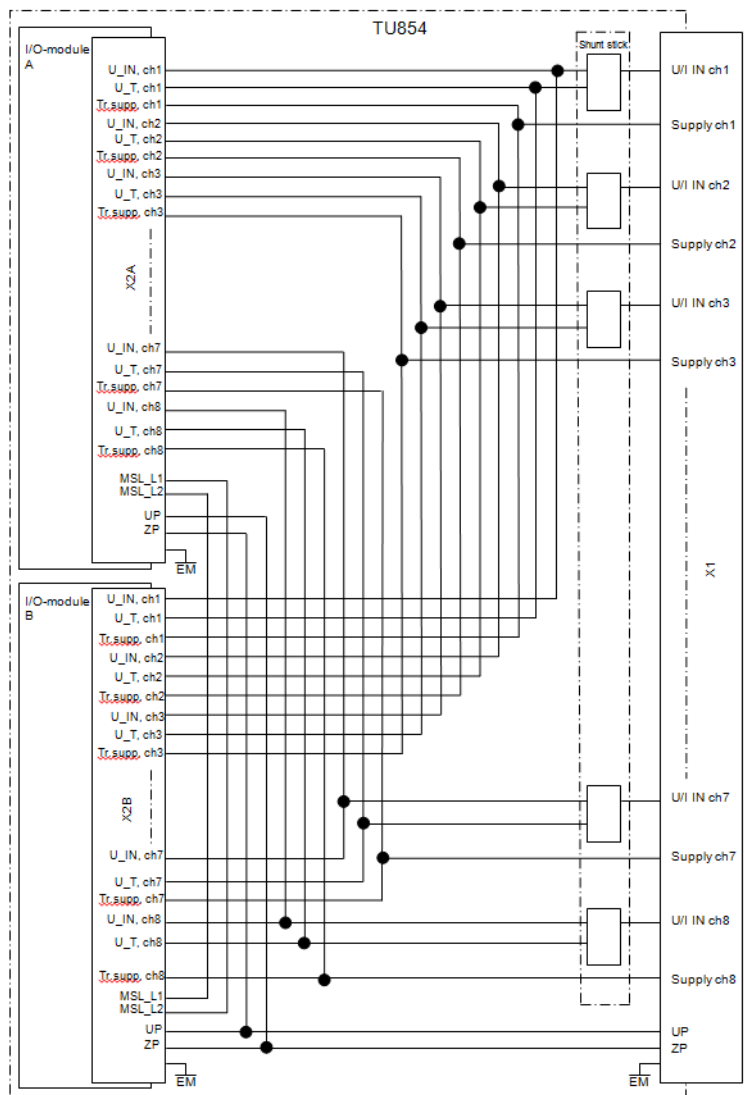 TU854
Shunt stick
I/O-module
A
U_IN, ch1
U_T, ch1
Tr.supp, ch1
U_IN, ch2
U_T, ch2
Tr.supp, ch2
U_IN, ch3
U_T, ch3
Tr.supp, ch3
X2A
U_IN, ch7
U_T, ch7
Tr.supp, ch7
U_IN, ch8
U_T, ch8
Tr.supp, ch8
MSL_L1
MSL_L2
UP
ZP
EM
I/O-module
B
U_IN, ch1
U_T, ch1
Tr.supp, ch1
U_IN, ch2
U_T, ch2
Tr.supp, ch2
U_IN, ch3
U_T, ch3
Tr.supp, ch3
X2B
U_IN, ch7
U_T, ch7
Tr.supp, ch7
U_IN, ch8
U_T, ch8
Tr.supp, ch8
MSL_L1
MSL_L2
UP
ZP
EM
U/I IN ch1
Supply ch1
U/I IN ch2
Supply ch2
U/I IN ch3
Supply ch3
X1
U/I IN ch7
Supply ch7
U/I IN ch8
Supply ch8
UP
ZP
EM